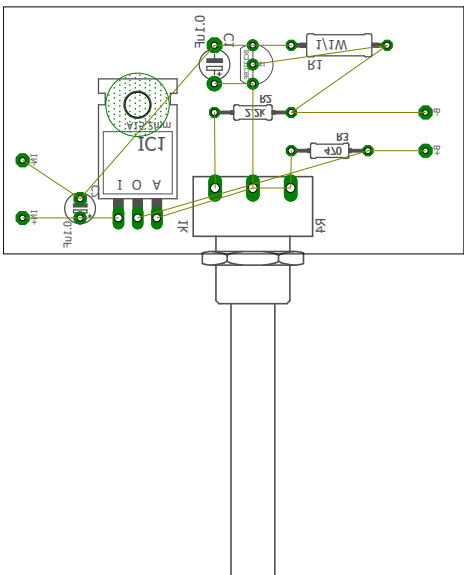 0.1uF
C1
1/1W
R1
R2
2.2k
B-
R3
470
B+
IC1
I O A
IN-
C2
IN+
0.1uF
1k
R4